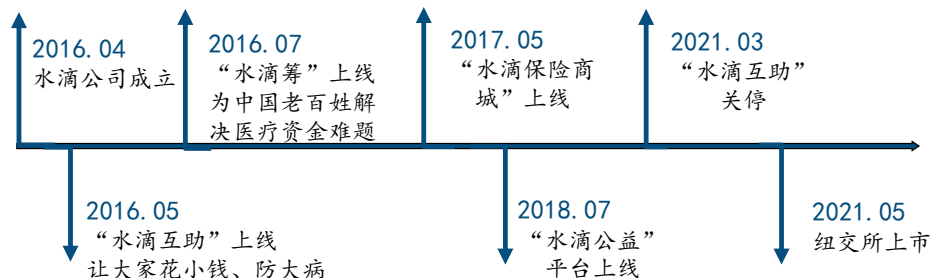 2016.04
水滴公司成立
2016.07
“水滴筹”上线
为中国老百姓解
决医疗资金难题
2017.05
“水滴保险商
城”上线
2021.03
“水滴互助”
关停
2016.05
“水滴互助”上线
让大家花小钱、防大病
2018.07
“水滴公益”
平台上线
2021.05
纽交所上市